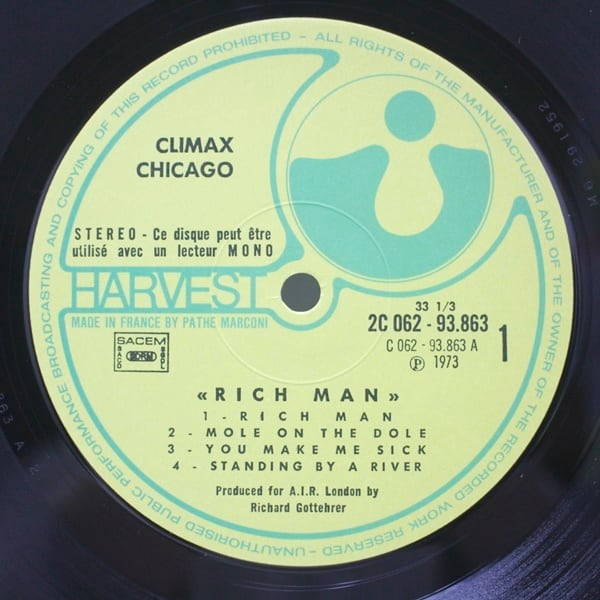 - ALL RIGHTS OF THE MANUFACTURER AND OF THE OWNER OF THE RECORDED WORK RESERVED - UNAUTHORISED PUBLIC PERFORMANCE BROADCASTING AND COPYING OF THIS RECORD PROHIBITED
CLIMAX
CHICAGO
STEREO - Ce disque peut être
utilisé avec un lecteur MONO
HARVEST
MADE IN FRANCE BY PATHE MARCONI
SACEM
SACD
SGDL
33 1/3
2C 062 - 93.863
C 062 - 93.863 A
℗ 1973
1
«RICH MAN»
1 - RICH MAN
2 - MOLE ON THE DOLE
3 - YOU MAKE ME SICK
4 - STANDING BY A RIVER
Produced for A.I.R. London by
Richard Gottehrer
M6 291952